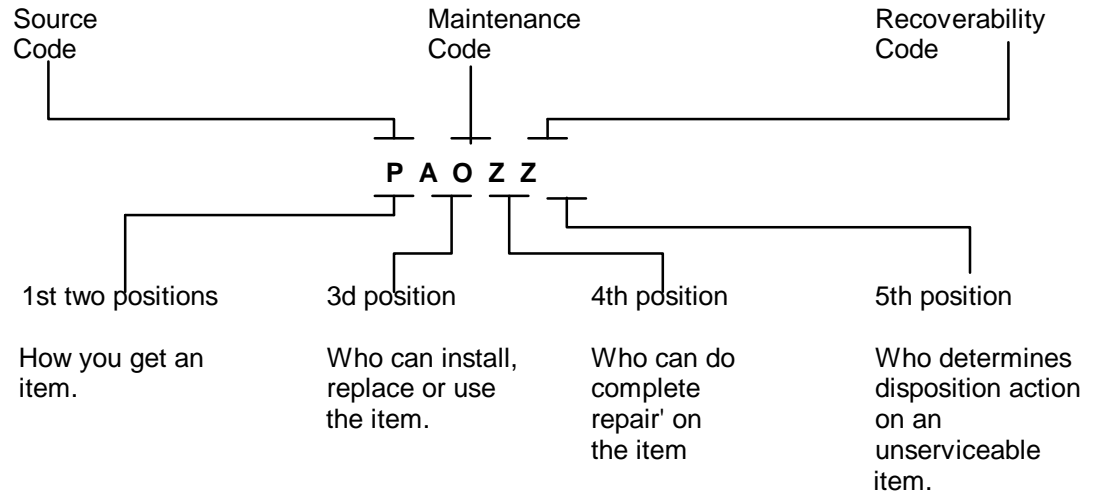 Source
Code
Maintenance
Code
Recoverability
Code
P A O Z Z
1st two positions
How you get an
item.
3d position
Who can install,
replace or use
the item.
4th position
Who can do
complete
repair' on
the item
5th position
Who determines
disposition action
on an
unserviceable
item.